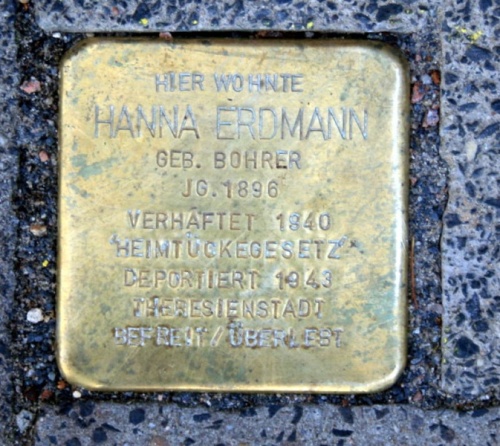 HIER WOHNTE
HANNA ERDMANN
GEB. BOHRER
JG. 1896
VERHAFTET 1940
"HEIMTÜCKEGESETZ"
DEPORTIERT 1943
THERESIENSTADT
BEFREIT / ÜBERLEBT